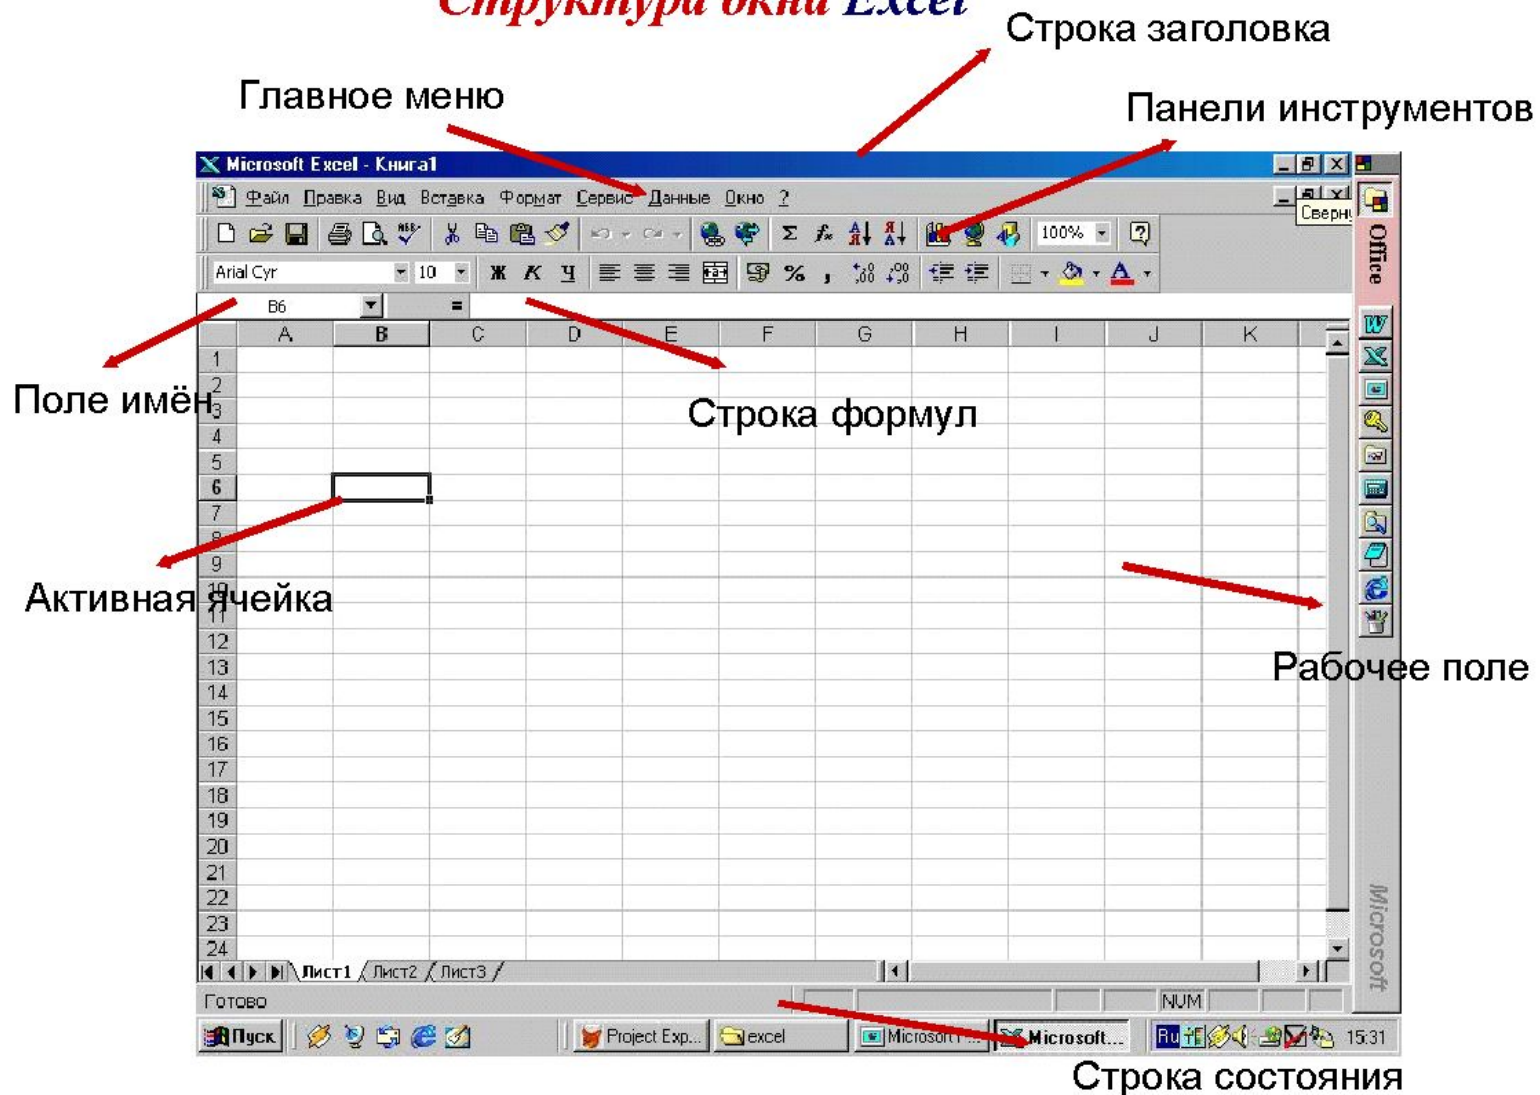 Структура окна Excel
Строка заголовка
Главное меню
Панели инструментов
Microsoft Excel - Книга1
Файл Правка Вид Вставка Формат Сервис Данные Окно ?
Сверну
100%
Office
Arial Cyr 10 Ж К Ч % ,
B6 =
A B C D E F G H I J K
1
2
Поле имён
3
Строка формул
4
5
6
7
8
9
Активная ячейка
10
11
12
Рабочее поле
13
14
15
16
17
18
19
20
21
22
23
24
Microsoft
Лист1 Лист2 Лист3
Готово NUM
Пуск Project Exp... excel Microsoft... Ru 15:31
Строка состояния